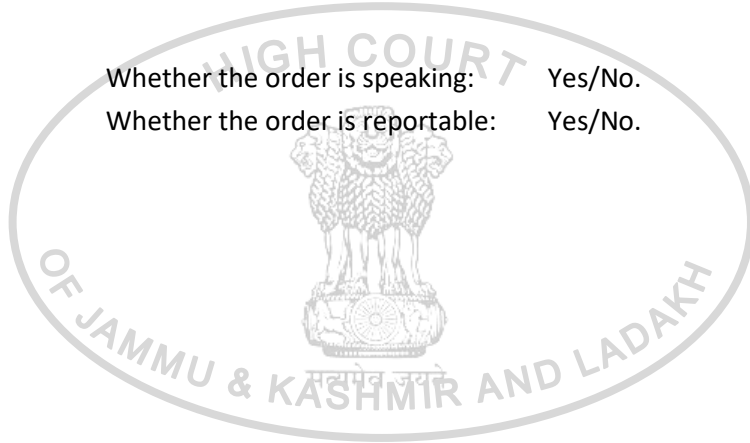 HIGH COURT
Whether the order is speaking: Yes/No.
Whether the order is reportable: Yes/No.
सत्यमेव जयते
OF JAMMU & KASHMIR AND LADAKH